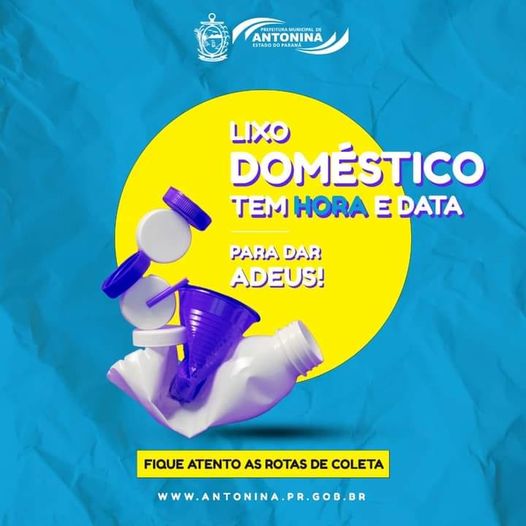 PREFEITURA MUNICIPAL DE
ANTONINA
ESTADO DO PARANÁ
LIXO
DOMÉSTICO
TEM HORA E DATA
PARA DAR
ADEUS!
FIQUE ATENTO AS ROTAS DE COLETA
WWW.ANTONINA.PR.GOB.BR